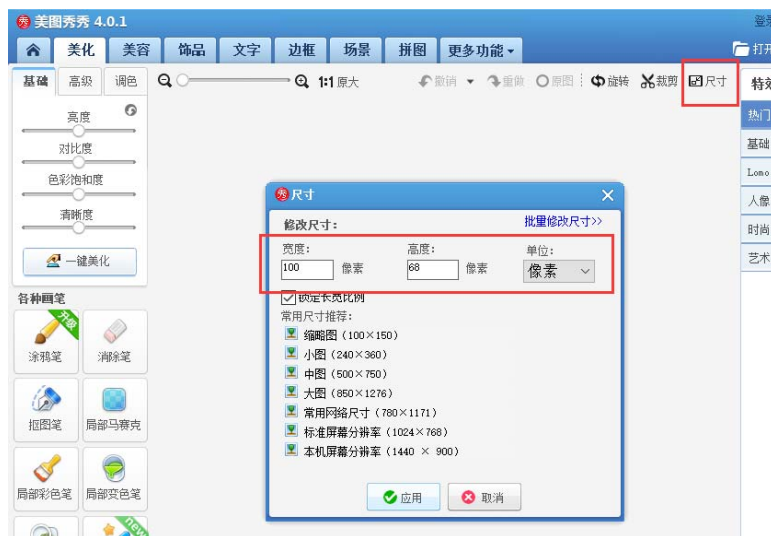 秀 美图秀秀 4.0.1
登录
美化 美容 饰品 文字 边框 场景 拼图 更多功能
打开
基础 高级 调色
1:1 原大 撤销 重做 原图 旋转 裁剪 尺寸
特效
热门
基础
Lomo
人像
时尚
艺术
亮度
对比度
色彩饱和度
清晰度
一键美化
各种画笔
升级
涂鸦笔 消除笔
抠图笔 局部马赛克
局部彩色笔 局部变色笔
new
秀 尺寸
修改尺寸: 批量修改尺寸>>
宽度: 高度: 单位:
100 像素 68 像素 像素
锁定长宽比例
常用尺寸推荐:
缩略图 (100×150)
小图 (240×360)
中图 (500×750)
大图 (850×1276)
常用网络尺寸 (780×1171)
标准屏幕分辨率 (1024×768)
本机屏幕分辨率 (1440 × 900)
应用 取消